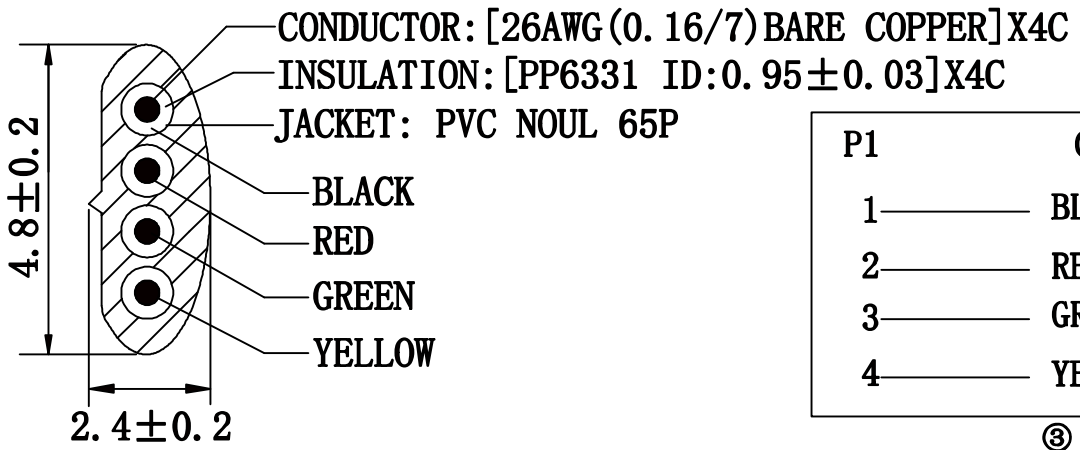 CONDUCTOR: [26AWG(0.16/7)BARE COPPER]X4C
INSULATION: [PP6331 ID:0.95±0.03]X4C
JACKET: PVC NOUL 65P
BLACK
RED
GREEN
YELLOW
4.8±0.2
2.4±0.2
P1
1
2
3
4
③